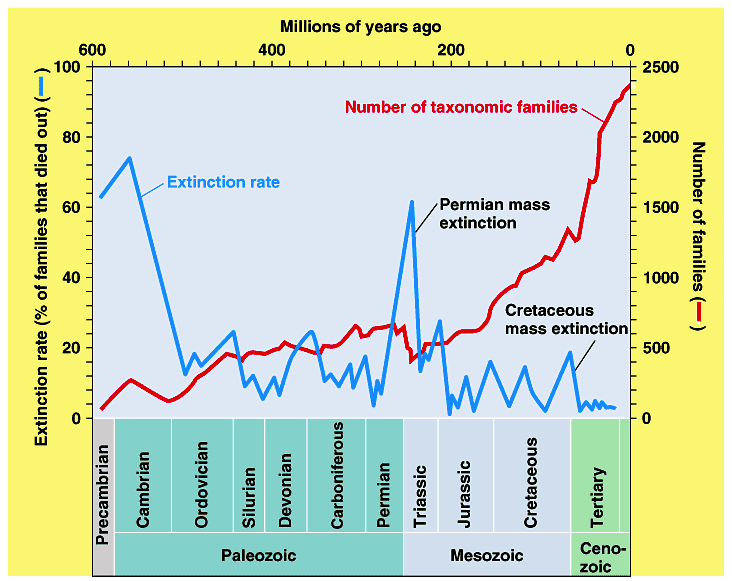 Millions of years ago
600 400 200 0
100 2500
80 2000
60 1500
40 1000
20 500
0 0
Extinction rate (% of families that died out) (—)
Number of families (—)
Number of taxonomic families
Extinction rate
Permian mass
extinction
Cretaceous
mass extinction
Precambrian
Cambrian
Ordovician
Silurian
Devonian
Carboniferous
Permian
Triassic
Jurassic
Cretaceous
Tertiary
Paleozoic
Mesozoic
Ceno-
zoic